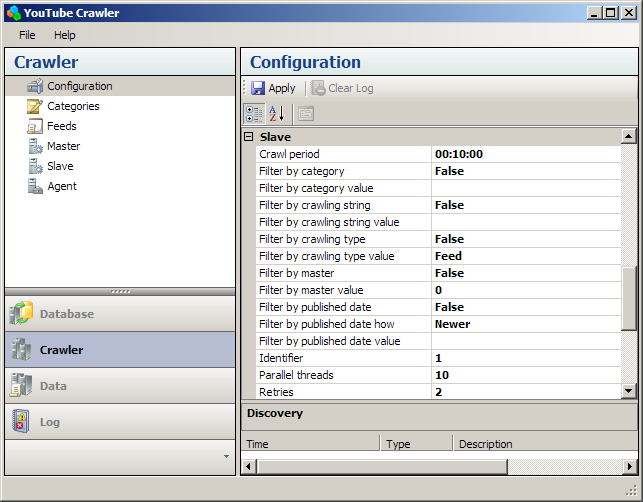 YouTube Crawler
File Help
Crawler
Configuration
Categories
Feeds
Master
Slave
Agent
Database
Crawler
Data
Log
Configuration
Apply Clear Log
Slave
Crawl period 00:10:00
Filter by category False
Filter by category value
Filter by crawling string False
Filter by crawling string value
Filter by crawling type False
Filter by crawling type value Feed
Filter by master False
Filter by master value 0
Filter by published date False
Filter by published date how Newer
Filter by published date value
Identifier 1
Parallel threads 10
Retries 2
Discovery
Time Type Description